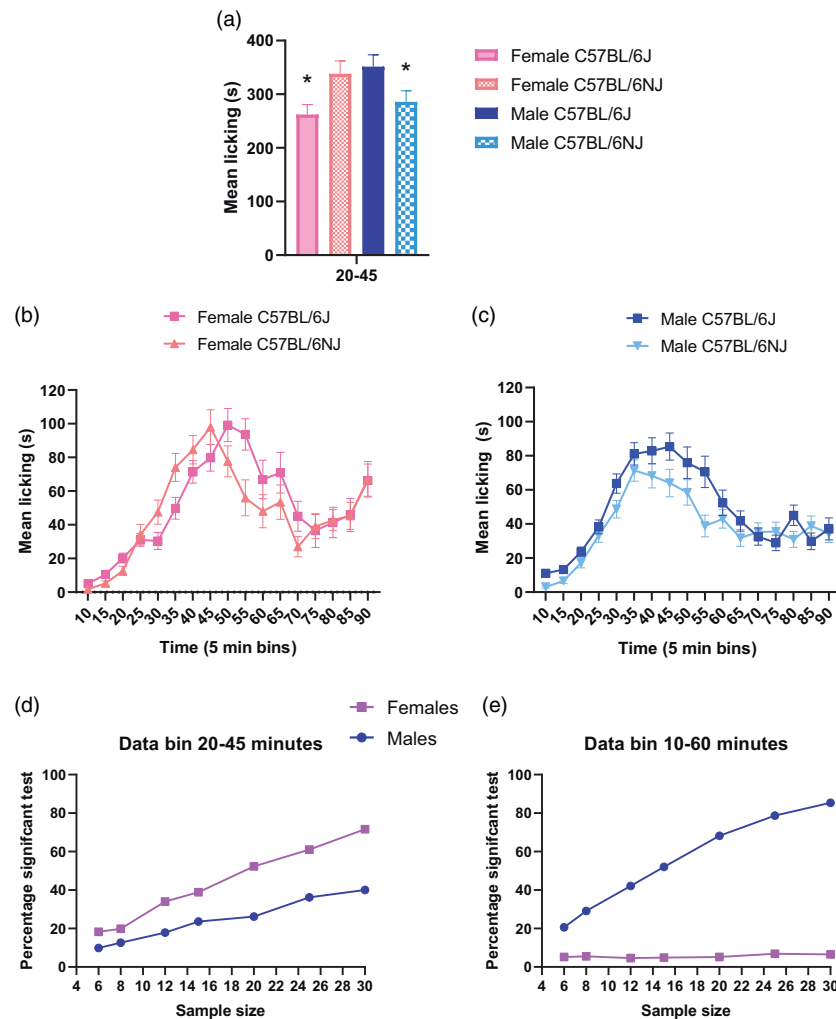 (a)
400
300
200
100
0
Mean licking (s)
*
*
20-45
Female C57BL/6J
Female C57BL/6NJ
Male C57BL/6J
Male C57BL/6NJ
(b)
Female C57BL/6J
Female C57BL/6NJ
120
100
80
60
40
20
0
Mean licking (s)
10 15 20 25 30 35 40 45 50 55 60 65 70 75 80 85 90
Time (5 min bins)
(c)
Male C57BL/6J
Male C57BL/6NJ
120
100
80
60
40
20
0
Mean licking (s)
10 15 20 25 30 35 40 45 50 55 60 65 70 75 80 85 90
Time (5 min bins)
(d)
Females
Males
Data bin 20-45 minutes
100
80
60
40
20
0
Percentage signifcant test
4 6 8 10 12 14 16 18 20 22 24 26 28 30
Sample size
(e)
Data bin 10-60 minutes
100
80
60
40
20
0
Percentage signifcant test
4 6 8 10 12 14 16 18 20 22 24 26 28 30
Sample size